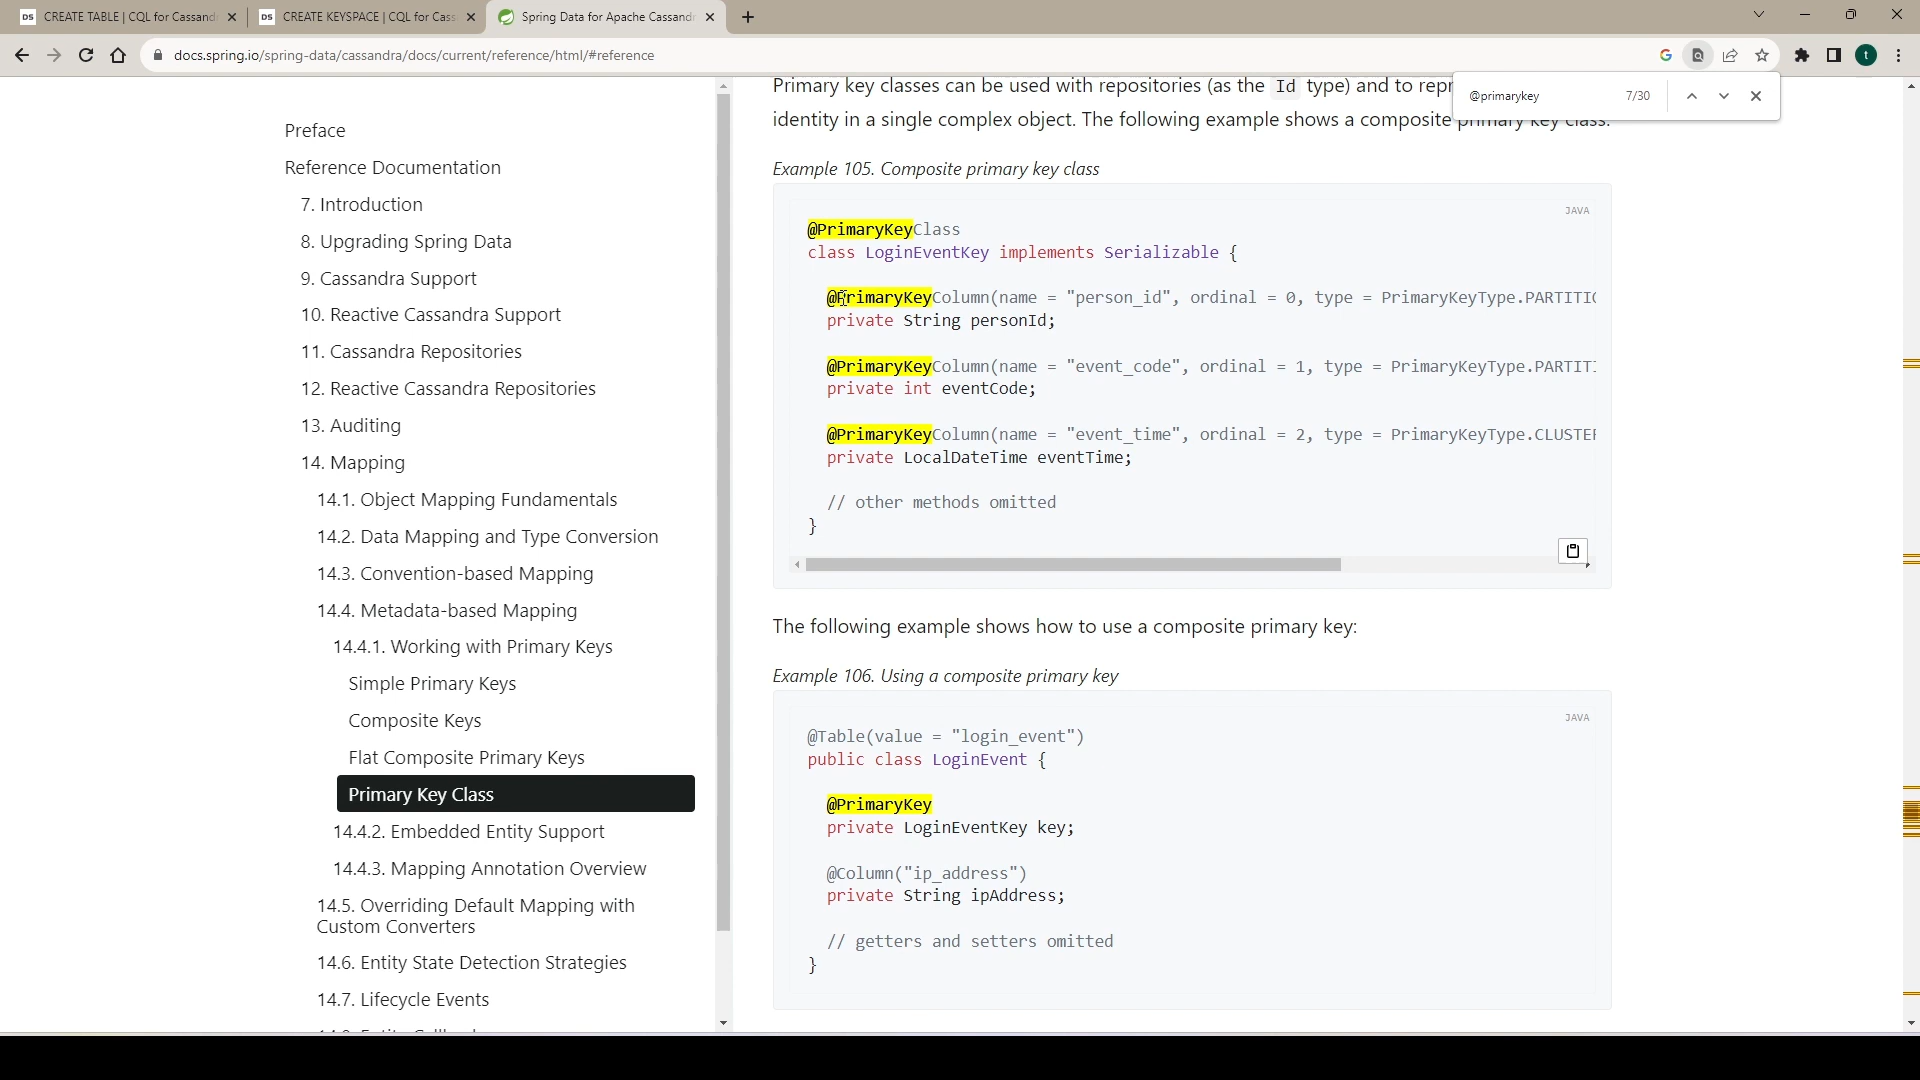 CREATE TABLE | CQL for Cassand
CREATE KEYSPACE | CQL for Cass
Spring Data for Apache Cassand
docs.spring.io/spring-data/cassandra/docs/current/reference/html/#reference
t
@primarykey
7/30
Preface
Reference Documentation
7. Introduction
8. Upgrading Spring Data
9. Cassandra Support
10. Reactive Cassandra Support
11. Cassandra Repositories
12. Reactive Cassandra Repositories
13. Auditing
14. Mapping
14.1. Object Mapping Fundamentals
14.2. Data Mapping and Type Conversion
14.3. Convention-based Mapping
14.4. Metadata-based Mapping
14.4.1. Working with Primary Keys
Simple Primary Keys
Composite Keys
Flat Composite Primary Keys
Primary Key Class
14.4.2. Embedded Entity Support
14.4.3. Mapping Annotation Overview
14.5. Overriding Default Mapping with
Custom Converters
14.6. Entity State Detection Strategies
14.7. Lifecycle Events
Primary key classes can be used with repositories (as the Id type) and to repr
identity in a single complex object. The following example shows a composite primary key class:
Example 105. Composite primary key class
JAVA
@PrimaryKeyClass
class LoginEventKey implements Serializable {
@PrimaryKeyColumn(name = "person_id", ordinal = 0, type = PrimaryKeyType.PARTITIO
private String personId;
@PrimaryKeyColumn(name = "event_code", ordinal = 1, type = PrimaryKeyType.PARTITI
private int eventCode;
@PrimaryKeyColumn(name = "event_time", ordinal = 2, type = PrimaryKeyType.CLUSTER
private LocalDateTime eventTime;
// other methods omitted
}
The following example shows how to use a composite primary key:
Example 106. Using a composite primary key
JAVA
@Table(value = "login_event")
public class LoginEvent {
@PrimaryKey
private LoginEventKey key;
@Column("ip_address")
private String ipAddress;
// getters and setters omitted
}